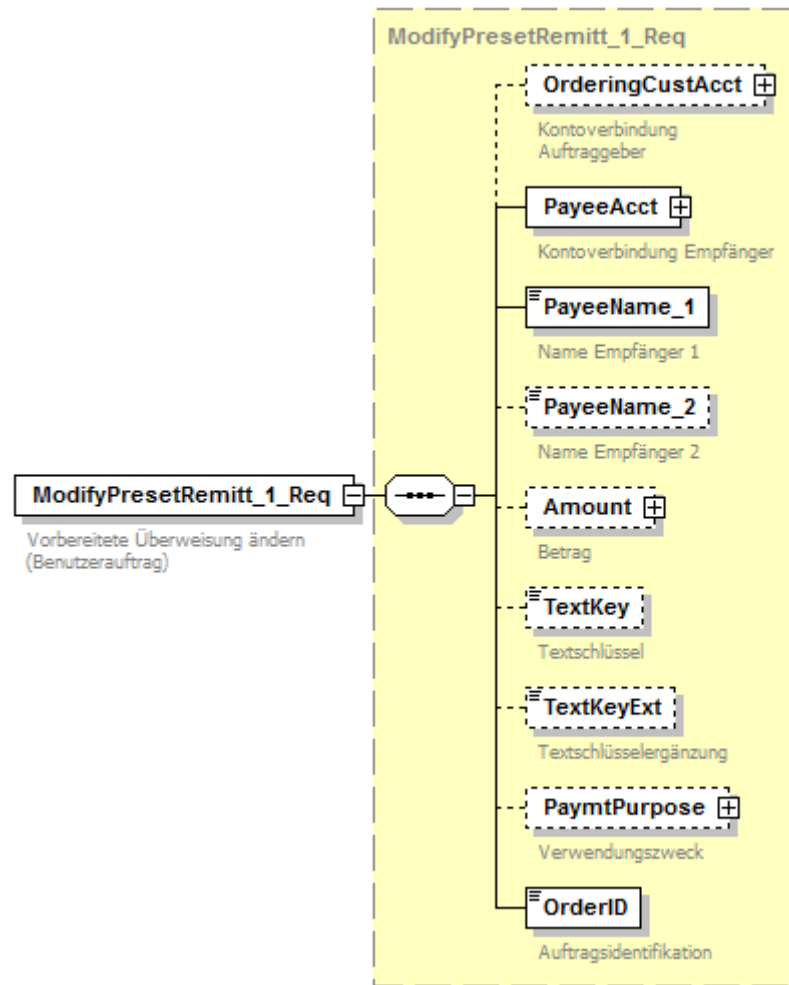 ModifyPresetRemitt_1_Req
OrderingCustAcct
Kontoverbindung
Auftraggeber
PayeeAcct
Kontoverbindung Empfänger
PayeeName_1
Name Empfänger 1
PayeeName_2
Name Empfänger 2
ModifyPresetRemitt_1_Req
Vorbereitete Überweisung ändern
(Benutzerauftrag)
Amount
Betrag
TextKey
Textschlüssel
TextKeyExt
Textschlüsselergänzung
PaymtPurpose
Verwendungszweck
OrderID
Auftragsidentifikation